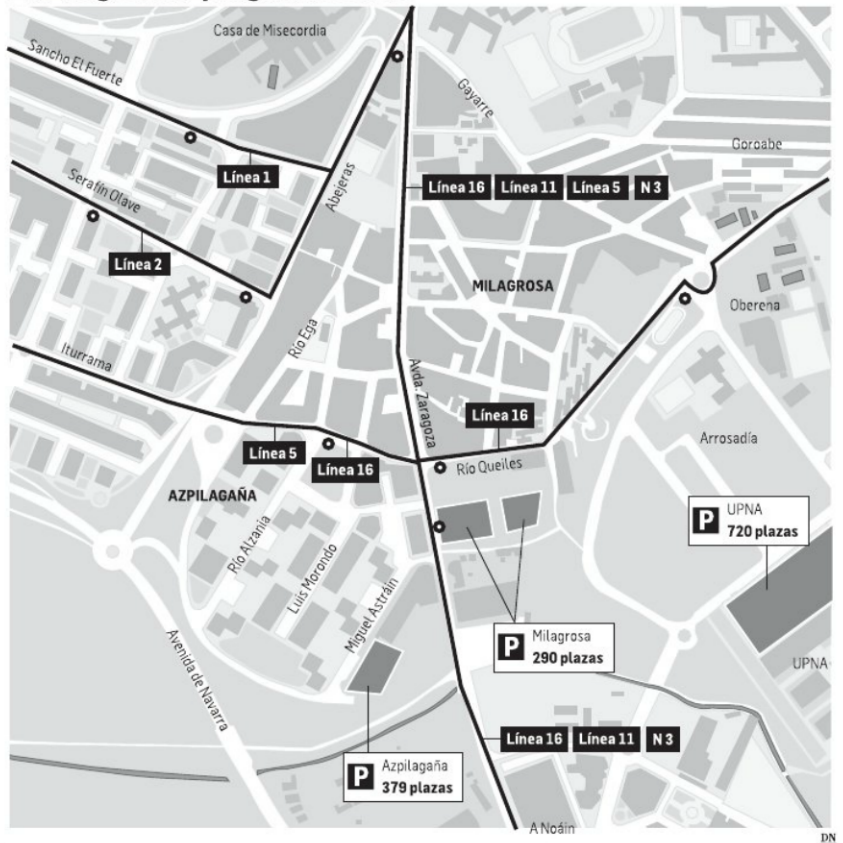 Casa de Misecordia
Sancho El Fuerte
Gayarre
Goroabe
Línea 1
Abejeras
Línea 16 Línea 11 Línea 5 N 3
Serafín Olave
Línea 2
MILAGROSA
Oberena
Río Ega
Iturrama
Avda. Zaragoza
Línea 16
Arrosadía
Línea 5
Línea 16
Río Queiles
AZPILAGAÑA
P UPNA
720 plazas
Río Alzania
Luis Morondo
Miguel Astráin
P Milagrosa
290 plazas
UPNA
Avenida de Navarra
Línea 16 Línea 11 N 3
P Azpilagaña
379 plazas
A Noáin
DN